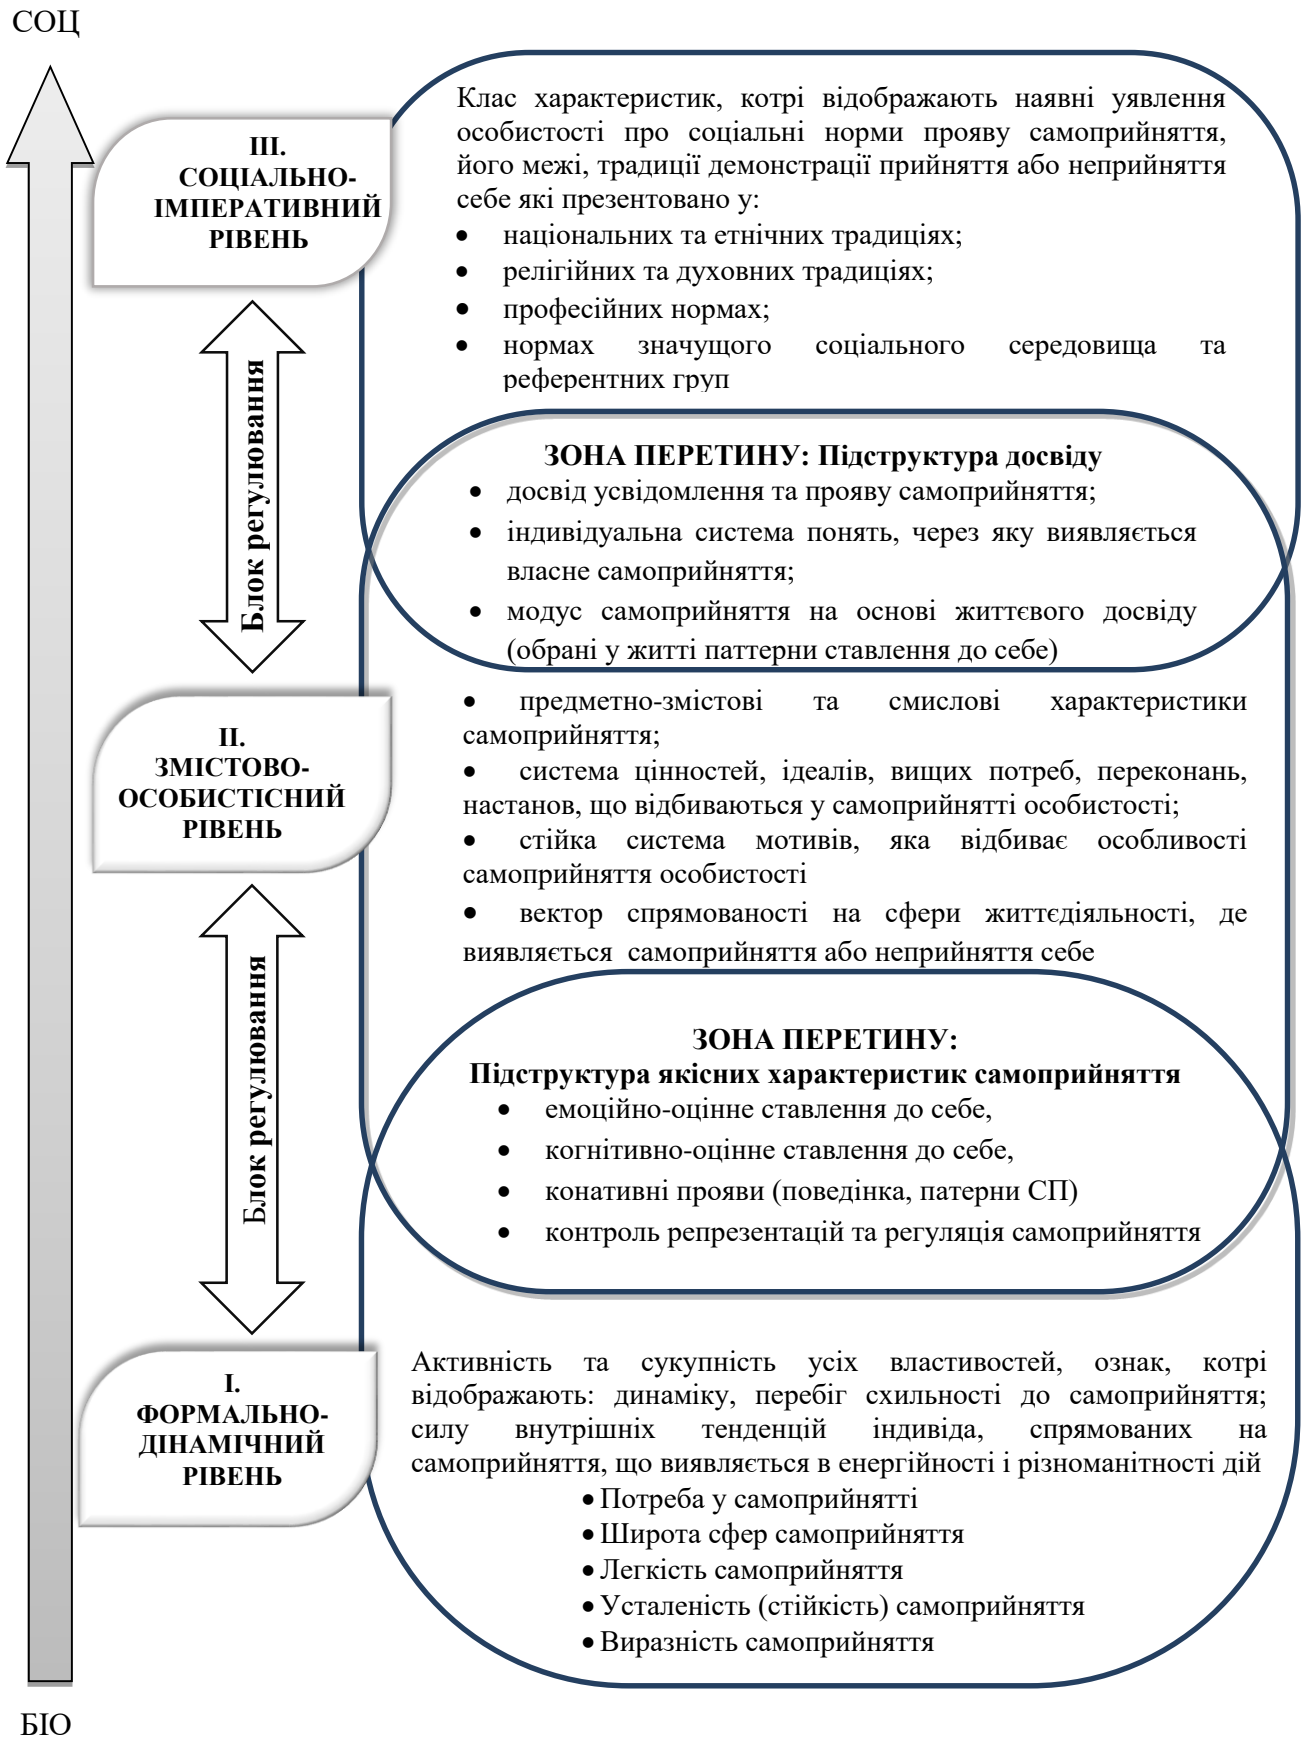 СОЦ
III.
СОЦІАЛЬНО-
ІМПЕРАТИВНИЙ
РІВЕНЬ
Клас характеристик, котрі відображають наявні уявлення
особистості про соціальні норми прояву самоприйняття,
його межі, традиції демонстрації прийняття або неприйняття
себе які презентовано у:
• національних та етнічних традиціях;
• релігійних та духовних традиціях;
• професійних нормах;
• нормах значущого соціального середовища та
референтних груп
Блок регулювання
ЗОНА ПЕРЕТИНУ: Підструктура досвіду
• досвід усвідомлення та прояву самоприйняття;
• індивідуальна система понять, через яку виявляється
власне самоприйняття;
• модус самоприйняття на основі життєвого досвіду
(обрані у житті паттерни ставлення до себе)
II.
ЗМІСТОВО-
ОСОБИСТІСНИЙ
РІВЕНЬ
• предметно-змістові та смислові характеристики
самоприйняття;
• система цінностей, ідеалів, вищих потреб, переконань,
настанов, що відбиваються у самоприйнятті особистості;
• стійка система мотивів, яка відбиває особливості
самоприйняття особистості
• вектор спрямованості на сфери життєдіяльності, де
виявляється самоприйняття або неприйняття себе
Блок регулювання
ЗОНА ПЕРЕТИНУ:
Підструктура якісних характеристик самоприйняття
• емоційно-оцінне ставлення до себе,
• когнітивно-оцінне ставлення до себе,
• конативні прояви (поведінка, патерни СП)
• контроль репрезентацій та регуляція самоприйняття
I.
ФОРМАЛЬНО-
ДІНАМІЧНИЙ
РІВЕНЬ
Активність та сукупність усіх властивостей, ознак, котрі
відображають: динаміку, перебіг схильності до самоприйняття;
силу внутрішніх тенденцій індивіда, спрямованих на
самоприйняття, що виявляється в енергійності і різноманітності дій
• Потреба у самоприйнятті
• Широта сфер самоприйняття
• Легкість самоприйняття
• Усталеність (стійкість) самоприйняття
• Виразність самоприйняття
БІО